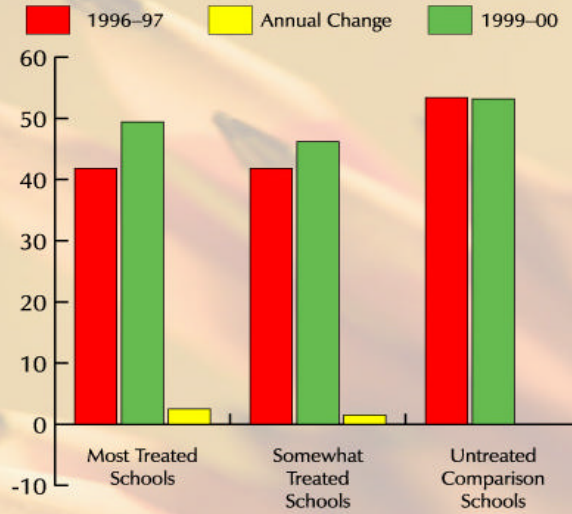 1996–97 Annual Change 1999–00
60
50
40
30
20
10
0
-10
Most Treated
Schools
Somewhat
Treated
Schools
Untreated
Comparison
Schools